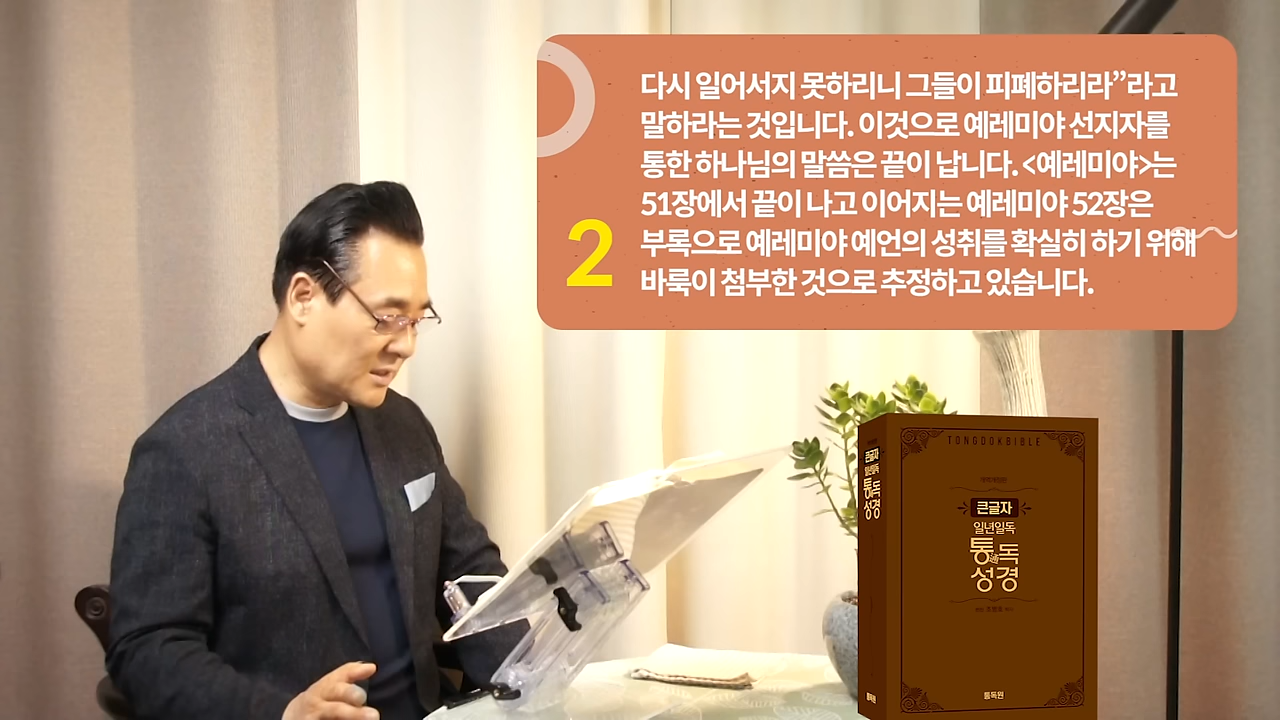 다시 일어서지 못하리니 그들이 피폐하리라”라고
말하라는 것입니다. 이것으로 예레미야 선지자를
통한 하나님의 말씀은 끝이 납니다. <예레미야>는
51장에서 끝이 나고 이어지는 예레미야 52장은
2
부록으로 예레미야 예언의 성취를 확실히 하기 위해
바룩이 첨부한 것으로 추정하고 있습니다.
TONGDOKBIBLE
큰글자
일년일독
통독
성경
통독원
큰글자
일년일독
통독
성경
통독원